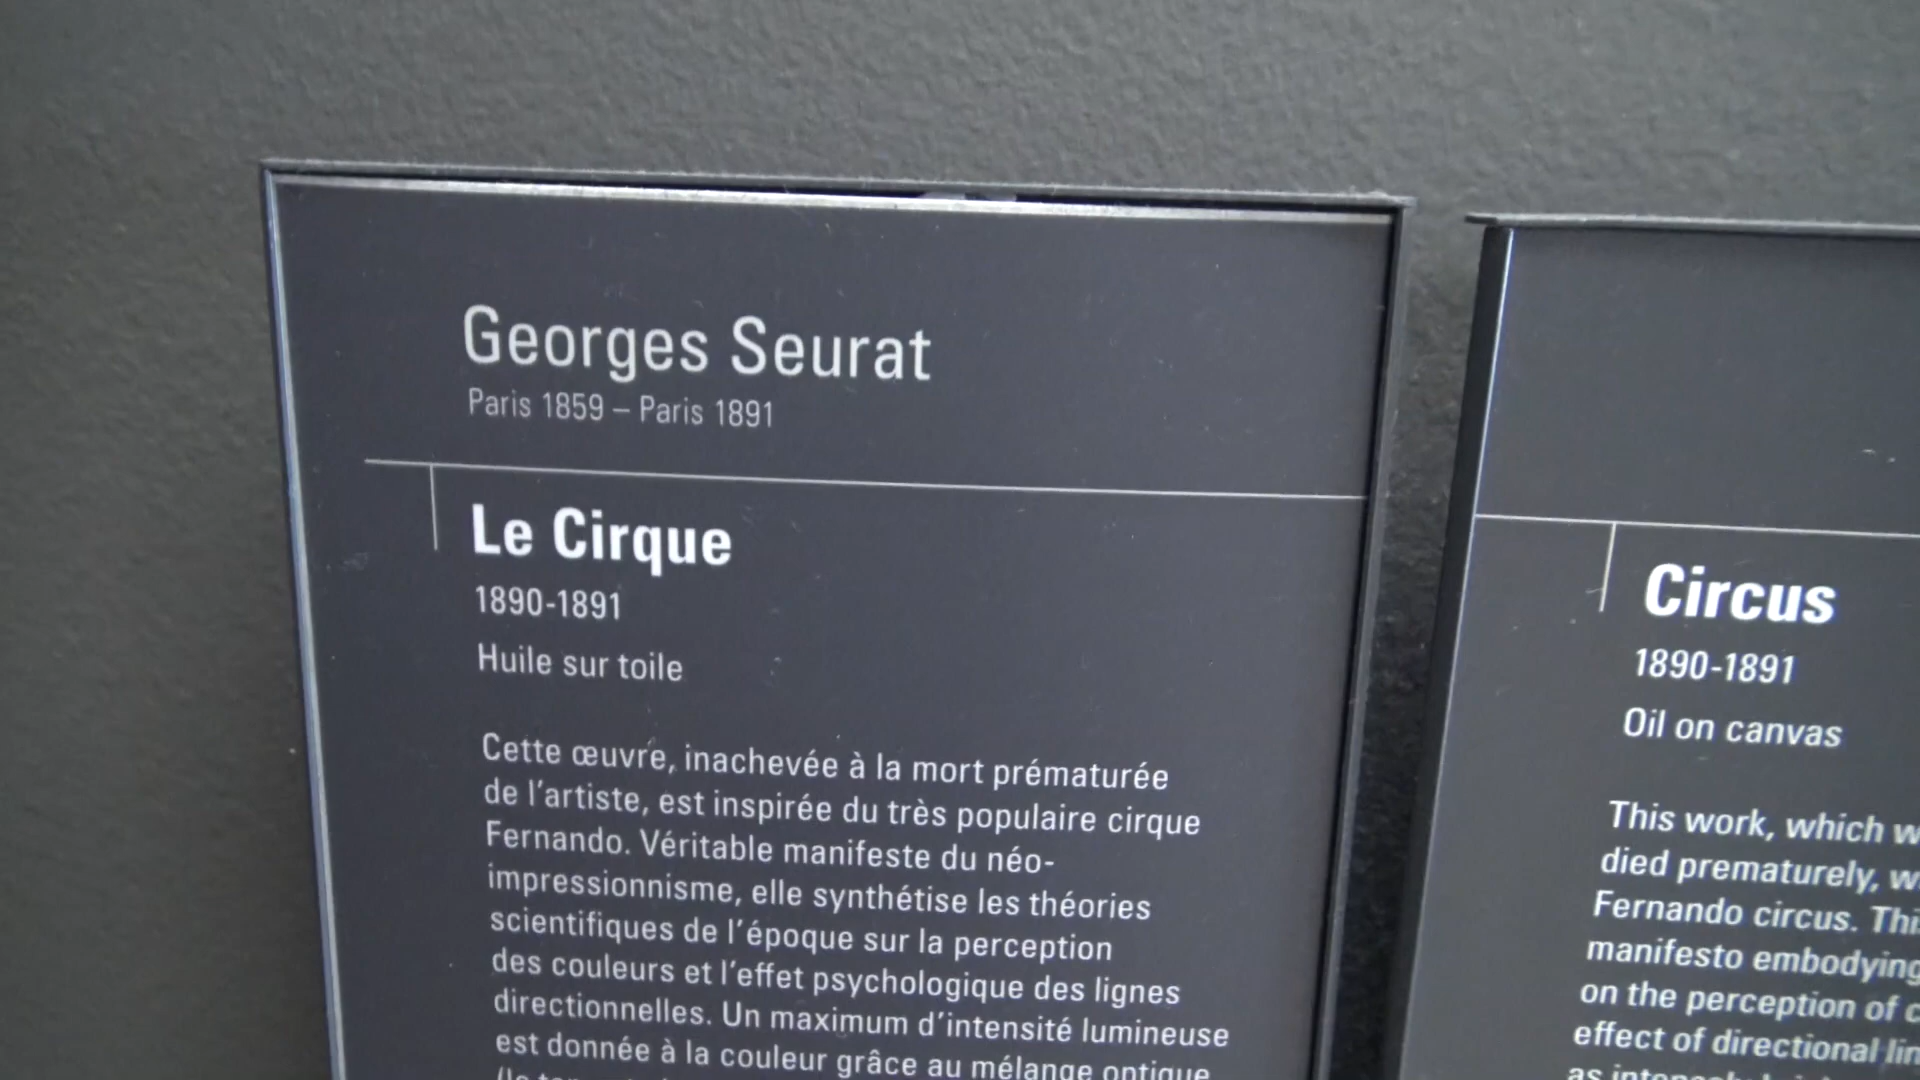 Georges Seurat
Paris 1859 – Paris 1891
Le Cirque
1890-1891
Huile sur toile
Cette œuvre, inachevée à la mort prématurée
de l'artiste, est inspirée du très populaire cirque
Fernando. Véritable manifeste du néo-
impressionnisme, elle synthétise les théories
scientifiques de l'époque sur la perception
des couleurs et l'effet psychologique des lignes
directionnelles. Un maximum d'intensité lumineuse
est donnée à la couleur grâce au mélange optique
Circus
1890-1891
Oil on canvas
This work, which
died prematurely,
Fernando circus.
manifesto embodying
on the perception of
effect of directional